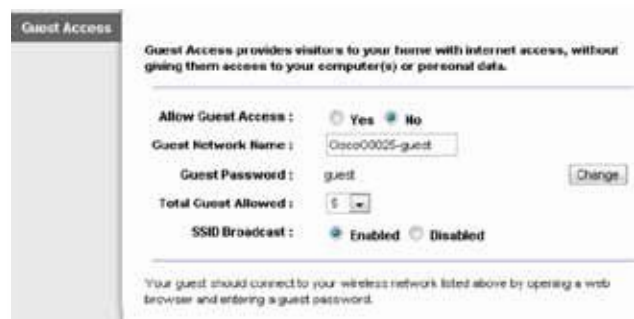 Guest Access
Guest Access provides visitors to your home with internet access, without
giving them access to your computer(s) or personal data.
Allow Guest Access : Yes No
Guest Network Name : Cisco00025-guest
Guest Password : guest Change
Total Guest Allowed : 5
SSID Broadcast : Enabled Disabled
Your guest should connect to your wireless network listed above by opening a web
browser and entering a guest password.